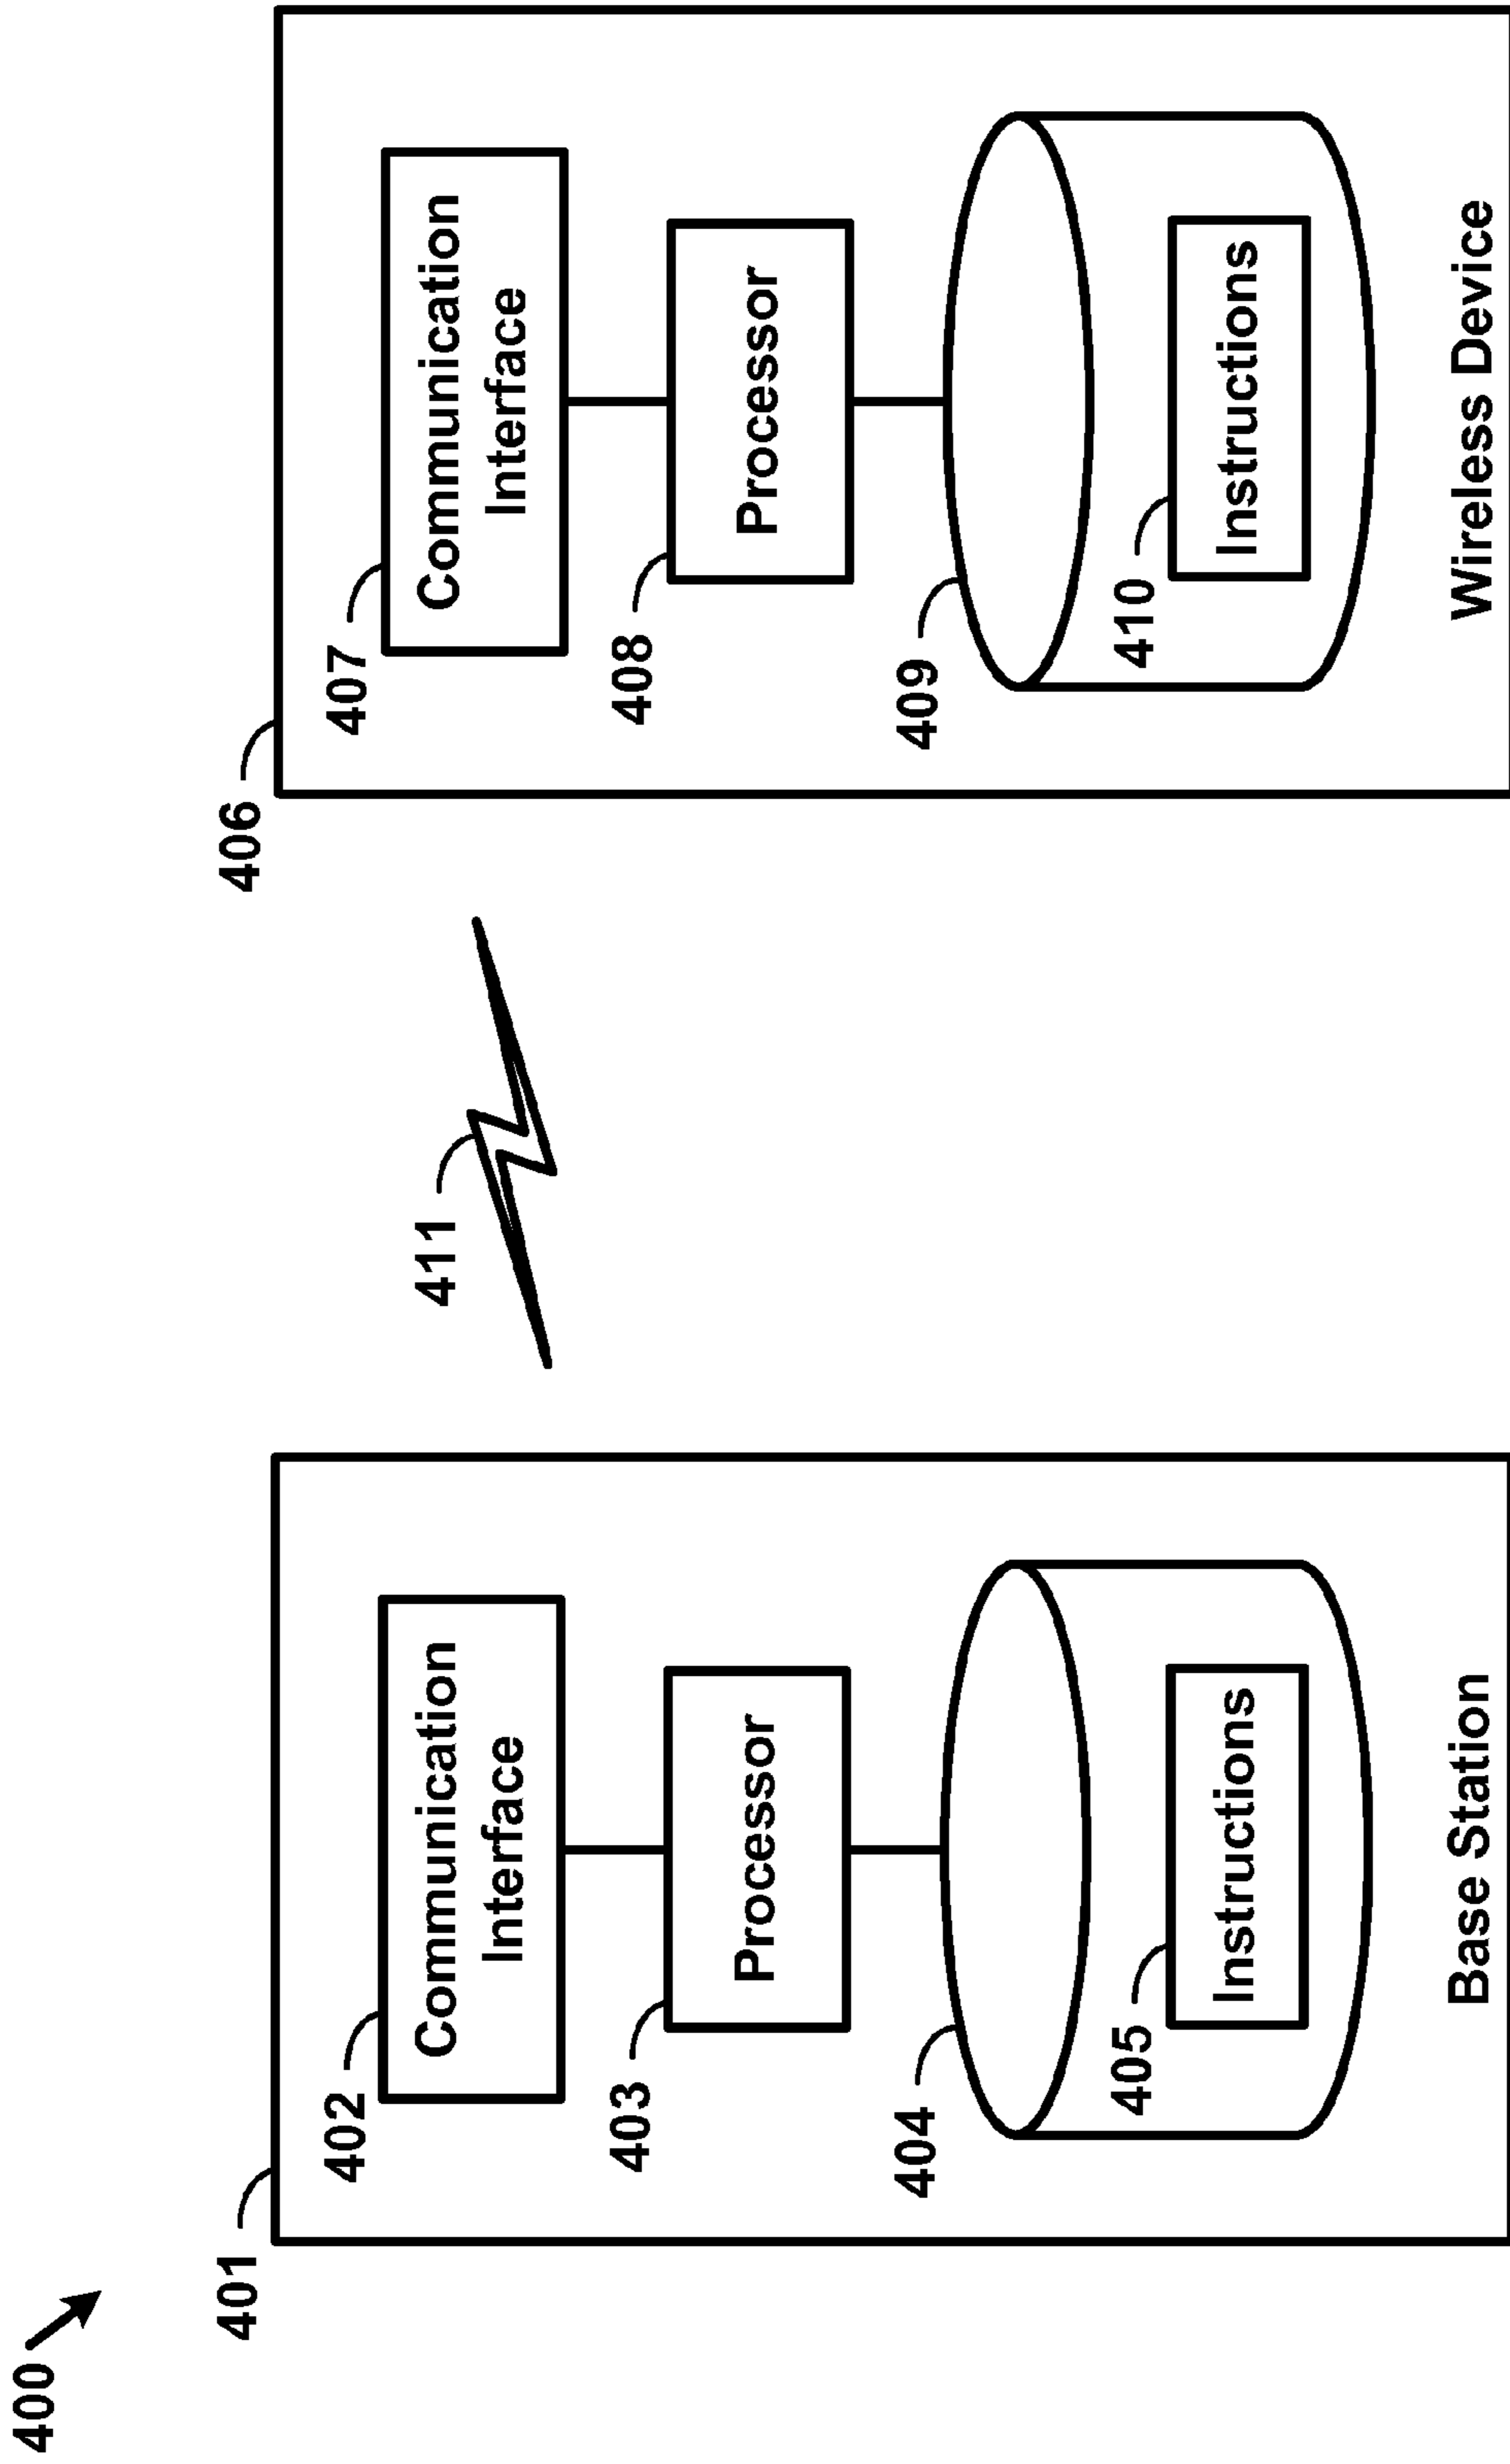 400
401
402
Communication
Interface
403
Processor
404
405
Instructions
Base Station
411
406
407
Communication
Interface
408
Processor
409
410
Instructions
Wireless Device